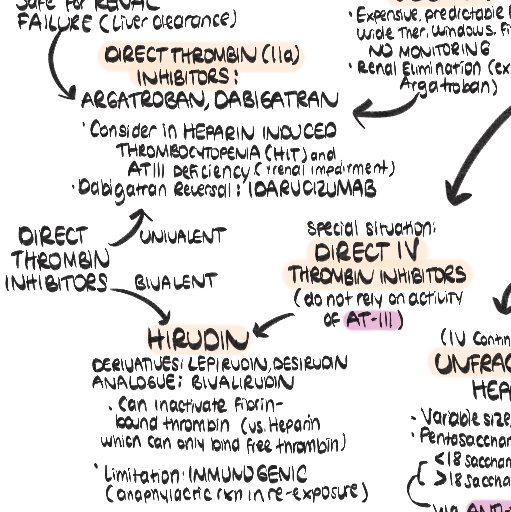 SAFE FOR RENAL
FAILURE (Liver clearance)
DIRECT THROMBIN (IIa)
INHIBITORS:
ARGATROBAN, DABIGATRAN
• Consider in HEPARIN INDUCED
THROMBOCYTOPENIA (HIT) and
ATIII DEFICIENCY (+renal impairment)
• Dabigatran Reversal: IDARUCIZUMAB
• Expensive, predictable
Wide Ther. Windows.
NO MONITORING
• Renal Elimination (ex
Argatroban)
DIRECT
THROMBIN
INHIBITORS
UNIVALENT
BIVALENT
Special situation:
DIRECT IV
THROMBIN INHIBITORS
(do not rely on activity
OF AT-III)
HIRUDIN
DERIVATIVES: LEPIRUDIN, DESIRUDIN
ANALOGUE: BIVALIRUDIN
• Can inactivate Fibrin-
bound thrombin (vs. Heparin
which can only bind free thrombin)
• Limitation: IMMUNOGENIC
(anaphylactic rxn in re-exposure)
(IV Contin
UNFRAC
HEPA
• Variable size,
• Pentasacchar
<18 sacchar
>18 sacchar
via ANTI-